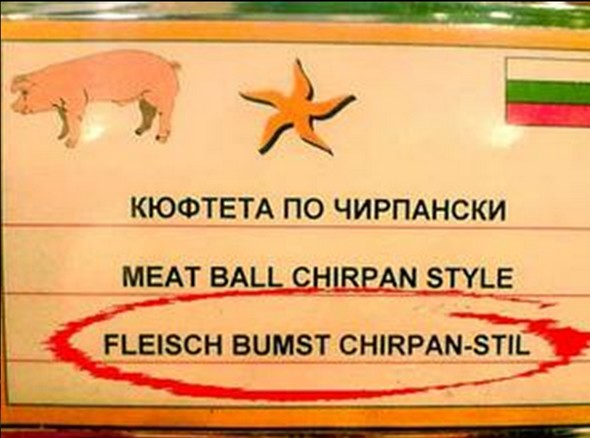 КЮФТЕТА ПО ЧИРПАНСКИ
MEAT BALL CHIRPAN STYLE
FLEISCH BUMST CHIRPAN-STIL